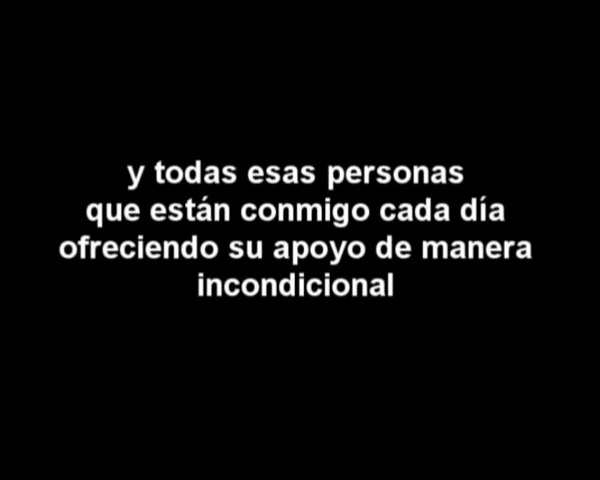 y todas esas personas
que están conmigo cada día
ofreciendo su apoyo de manera
incondicional